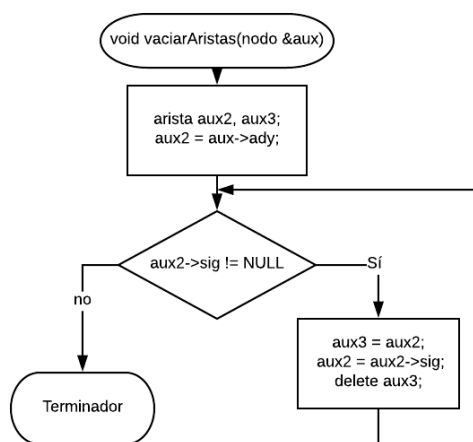 void vaciarAristas(nodo &aux)
arista aux2, aux3;
aux2 = aux->ady;
aux2->sig != NULL
Sí
no
aux3 = aux2;
aux2 = aux2->sig;
delete aux3;
Terminador